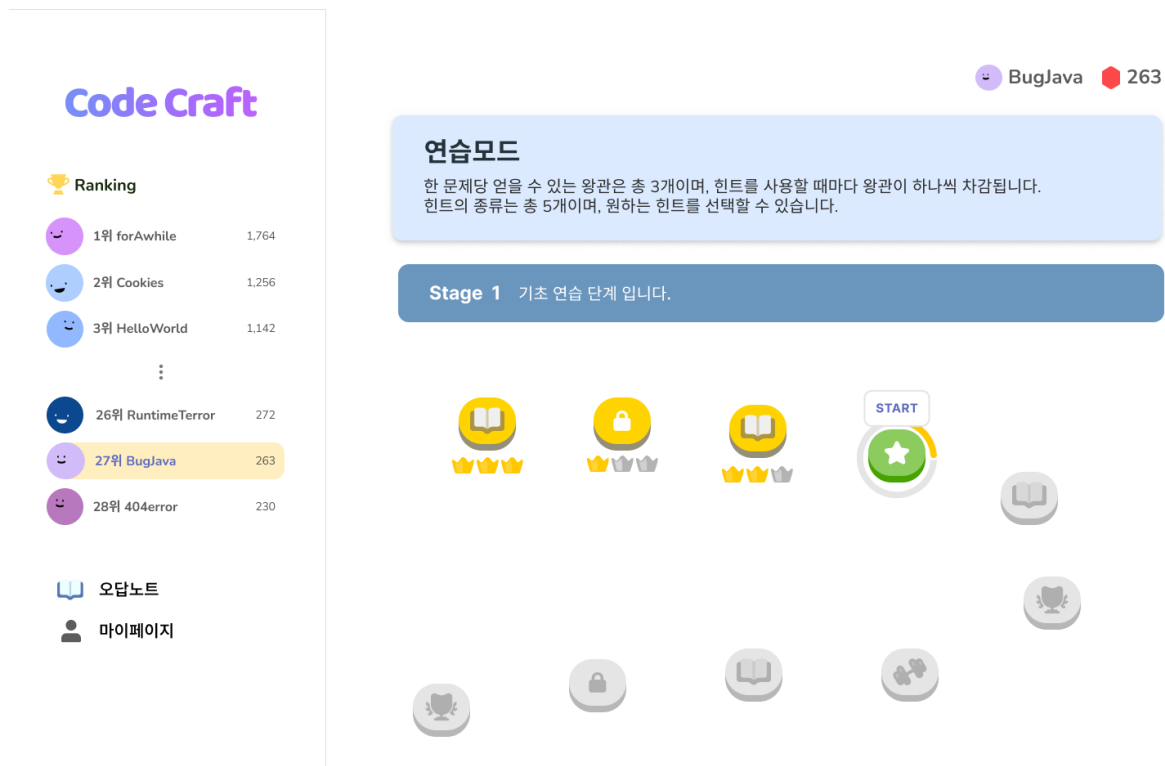 Code Craft
Ranking
1위 forAwhile 1,764
2위 Cookies 1,256
3위 HelloWorld 1,142
26위 RuntimeTerror 272
27위 BugJava 263
28위 404error 230
오답노트
마이페이지
BugJava 263
연습모드
한 문제당 얻을 수 있는 왕관은 총 3개이며, 힌트를 사용할 때마다 왕관이 하나씩 차감됩니다.
힌트의 종류는 총 5개이며, 원하는 힌트를 선택할 수 있습니다.
Stage 1 기초 연습 단계 입니다.
START